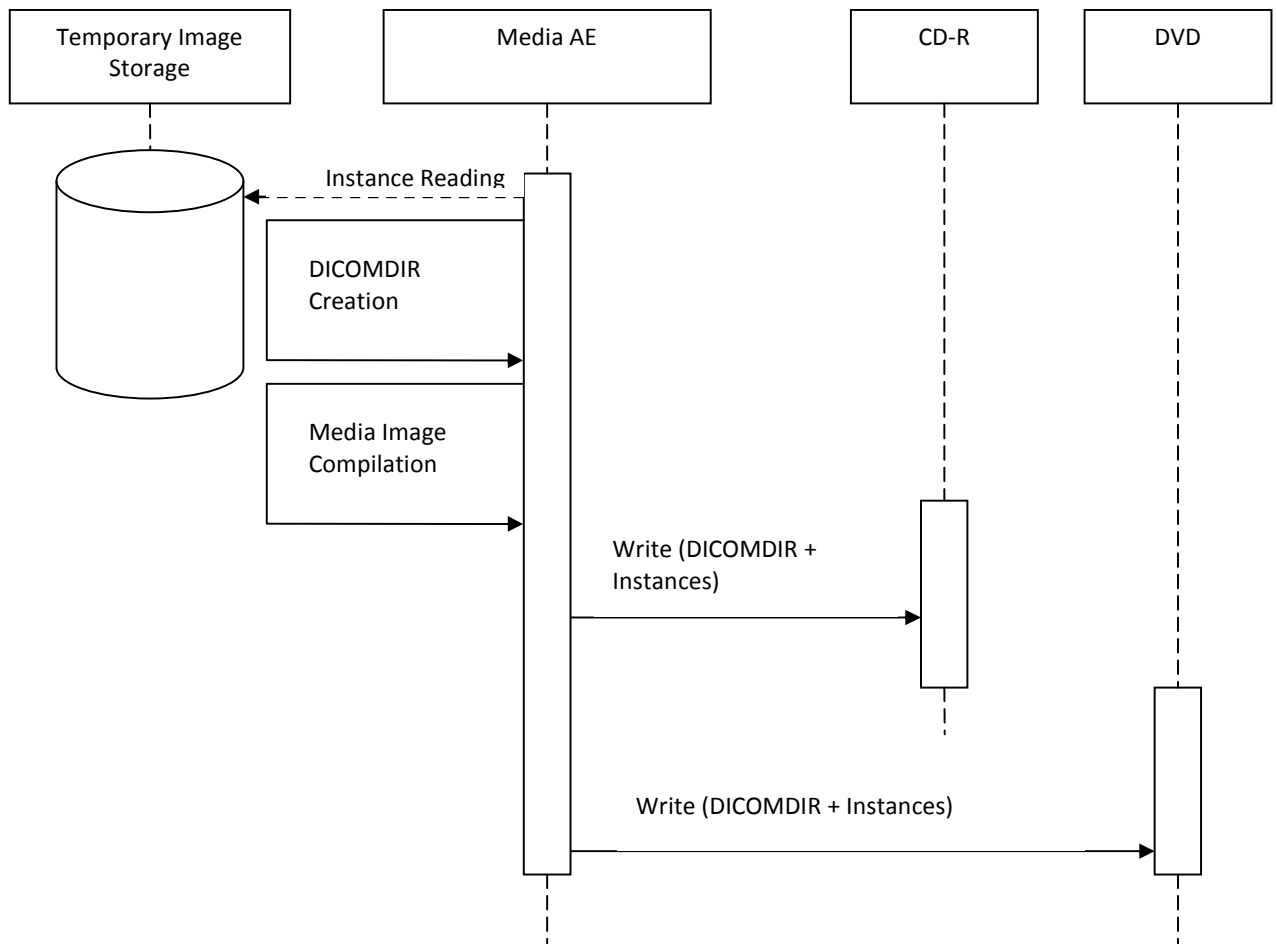 Temporary Image
Storage
Media AE
CD-R
DVD
Instance Reading
DICOMDIR
Creation
Media Image
Compilation
Write (DICOMDIR +
Instances)
Write (DICOMDIR + Instances)